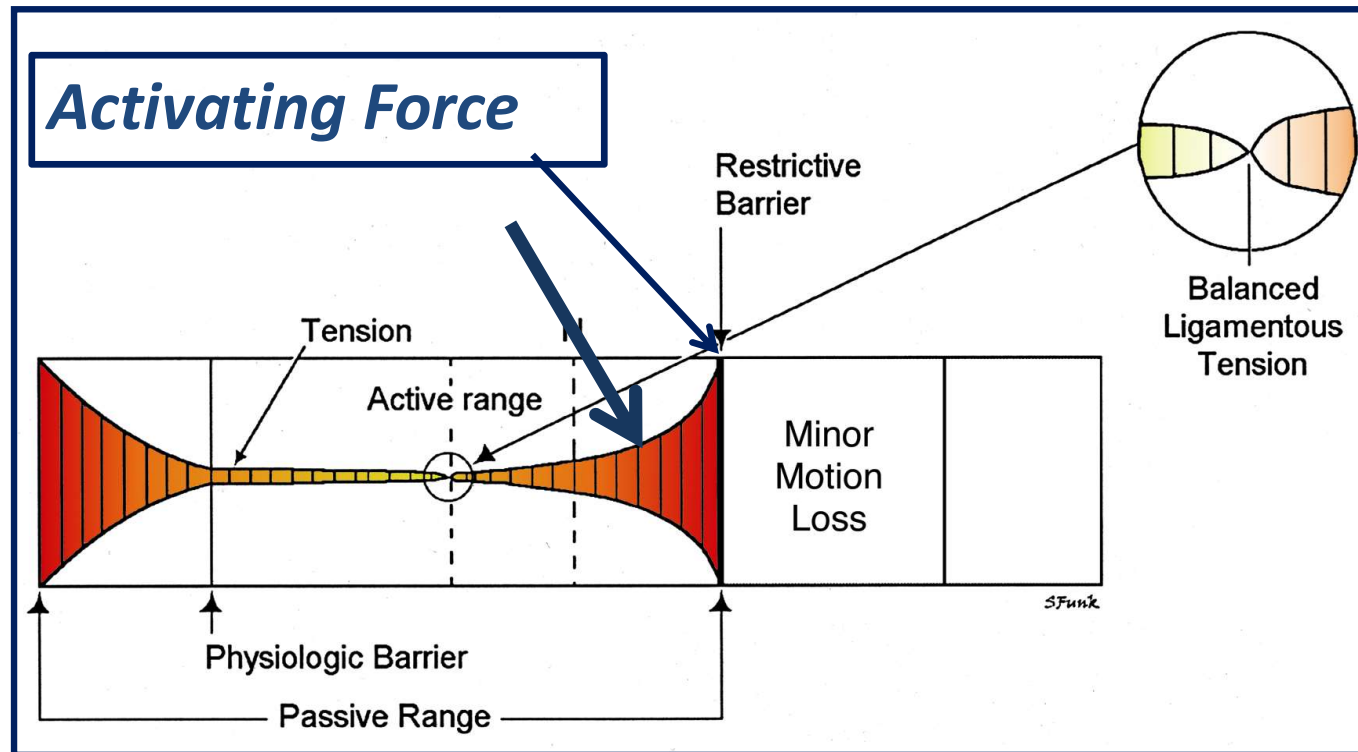 Activating Force
Restrictive
Barrier
Balanced
Ligamentous
Tension
Tension
Active range
Minor
Motion
Loss
SFunk
Physiologic Barrier
Passive Range